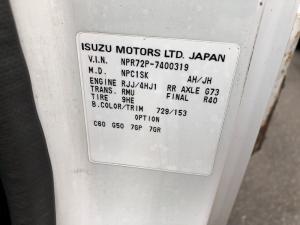 ISUZU MOTORS LTD. JAPAN
V.I.N. NPR72P-7400319
M.D. NPC1SK AH/JH
ENGINE RJJ/4HJ1 RR AXLE G73
TRANS. RMU FINAL R40
TIRE 9HE
B.COLOR/TRIM 729/153
OPTION
C60 G50 7GP 7GR